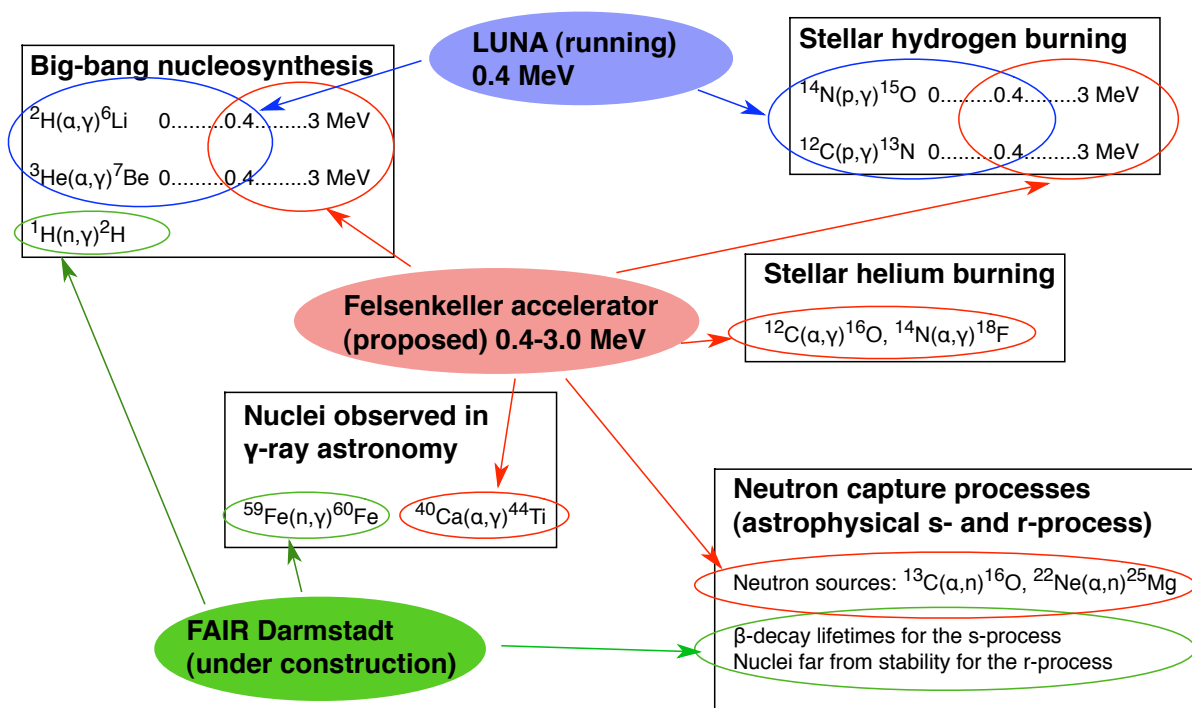 LUNA (running)
0.4 MeV
Big-bang nucleosynthesis
²H(α,γ)⁶Li 0.........0.4.........3 MeV
³He(α,γ)⁷Be 0.........0.4.........3 MeV
¹H(n,γ)²H
Stellar hydrogen burning
¹⁴N(p,γ)¹⁵O 0.........0.4.........3 MeV
¹²C(p,γ)¹³N 0.........0.4.........3 MeV
Felsenkeller accelerator
(proposed) 0.4-3.0 MeV
Stellar helium burning
¹²C(α,γ)¹⁶O, ¹⁴N(α,γ)¹⁸F
Nuclei observed in
γ-ray astronomy
⁵⁹Fe(n,γ)⁶⁰Fe ⁴⁰Ca(α,γ)⁴⁴Ti
Neutron capture processes
(astrophysical s- and r-process)
Neutron sources: ¹³C(α,n)¹⁶O, ²²Ne(α,n)²⁵Mg
β-decay lifetimes for the s-process
Nuclei far from stability for the r-process
FAIR Darmstadt
(under construction)